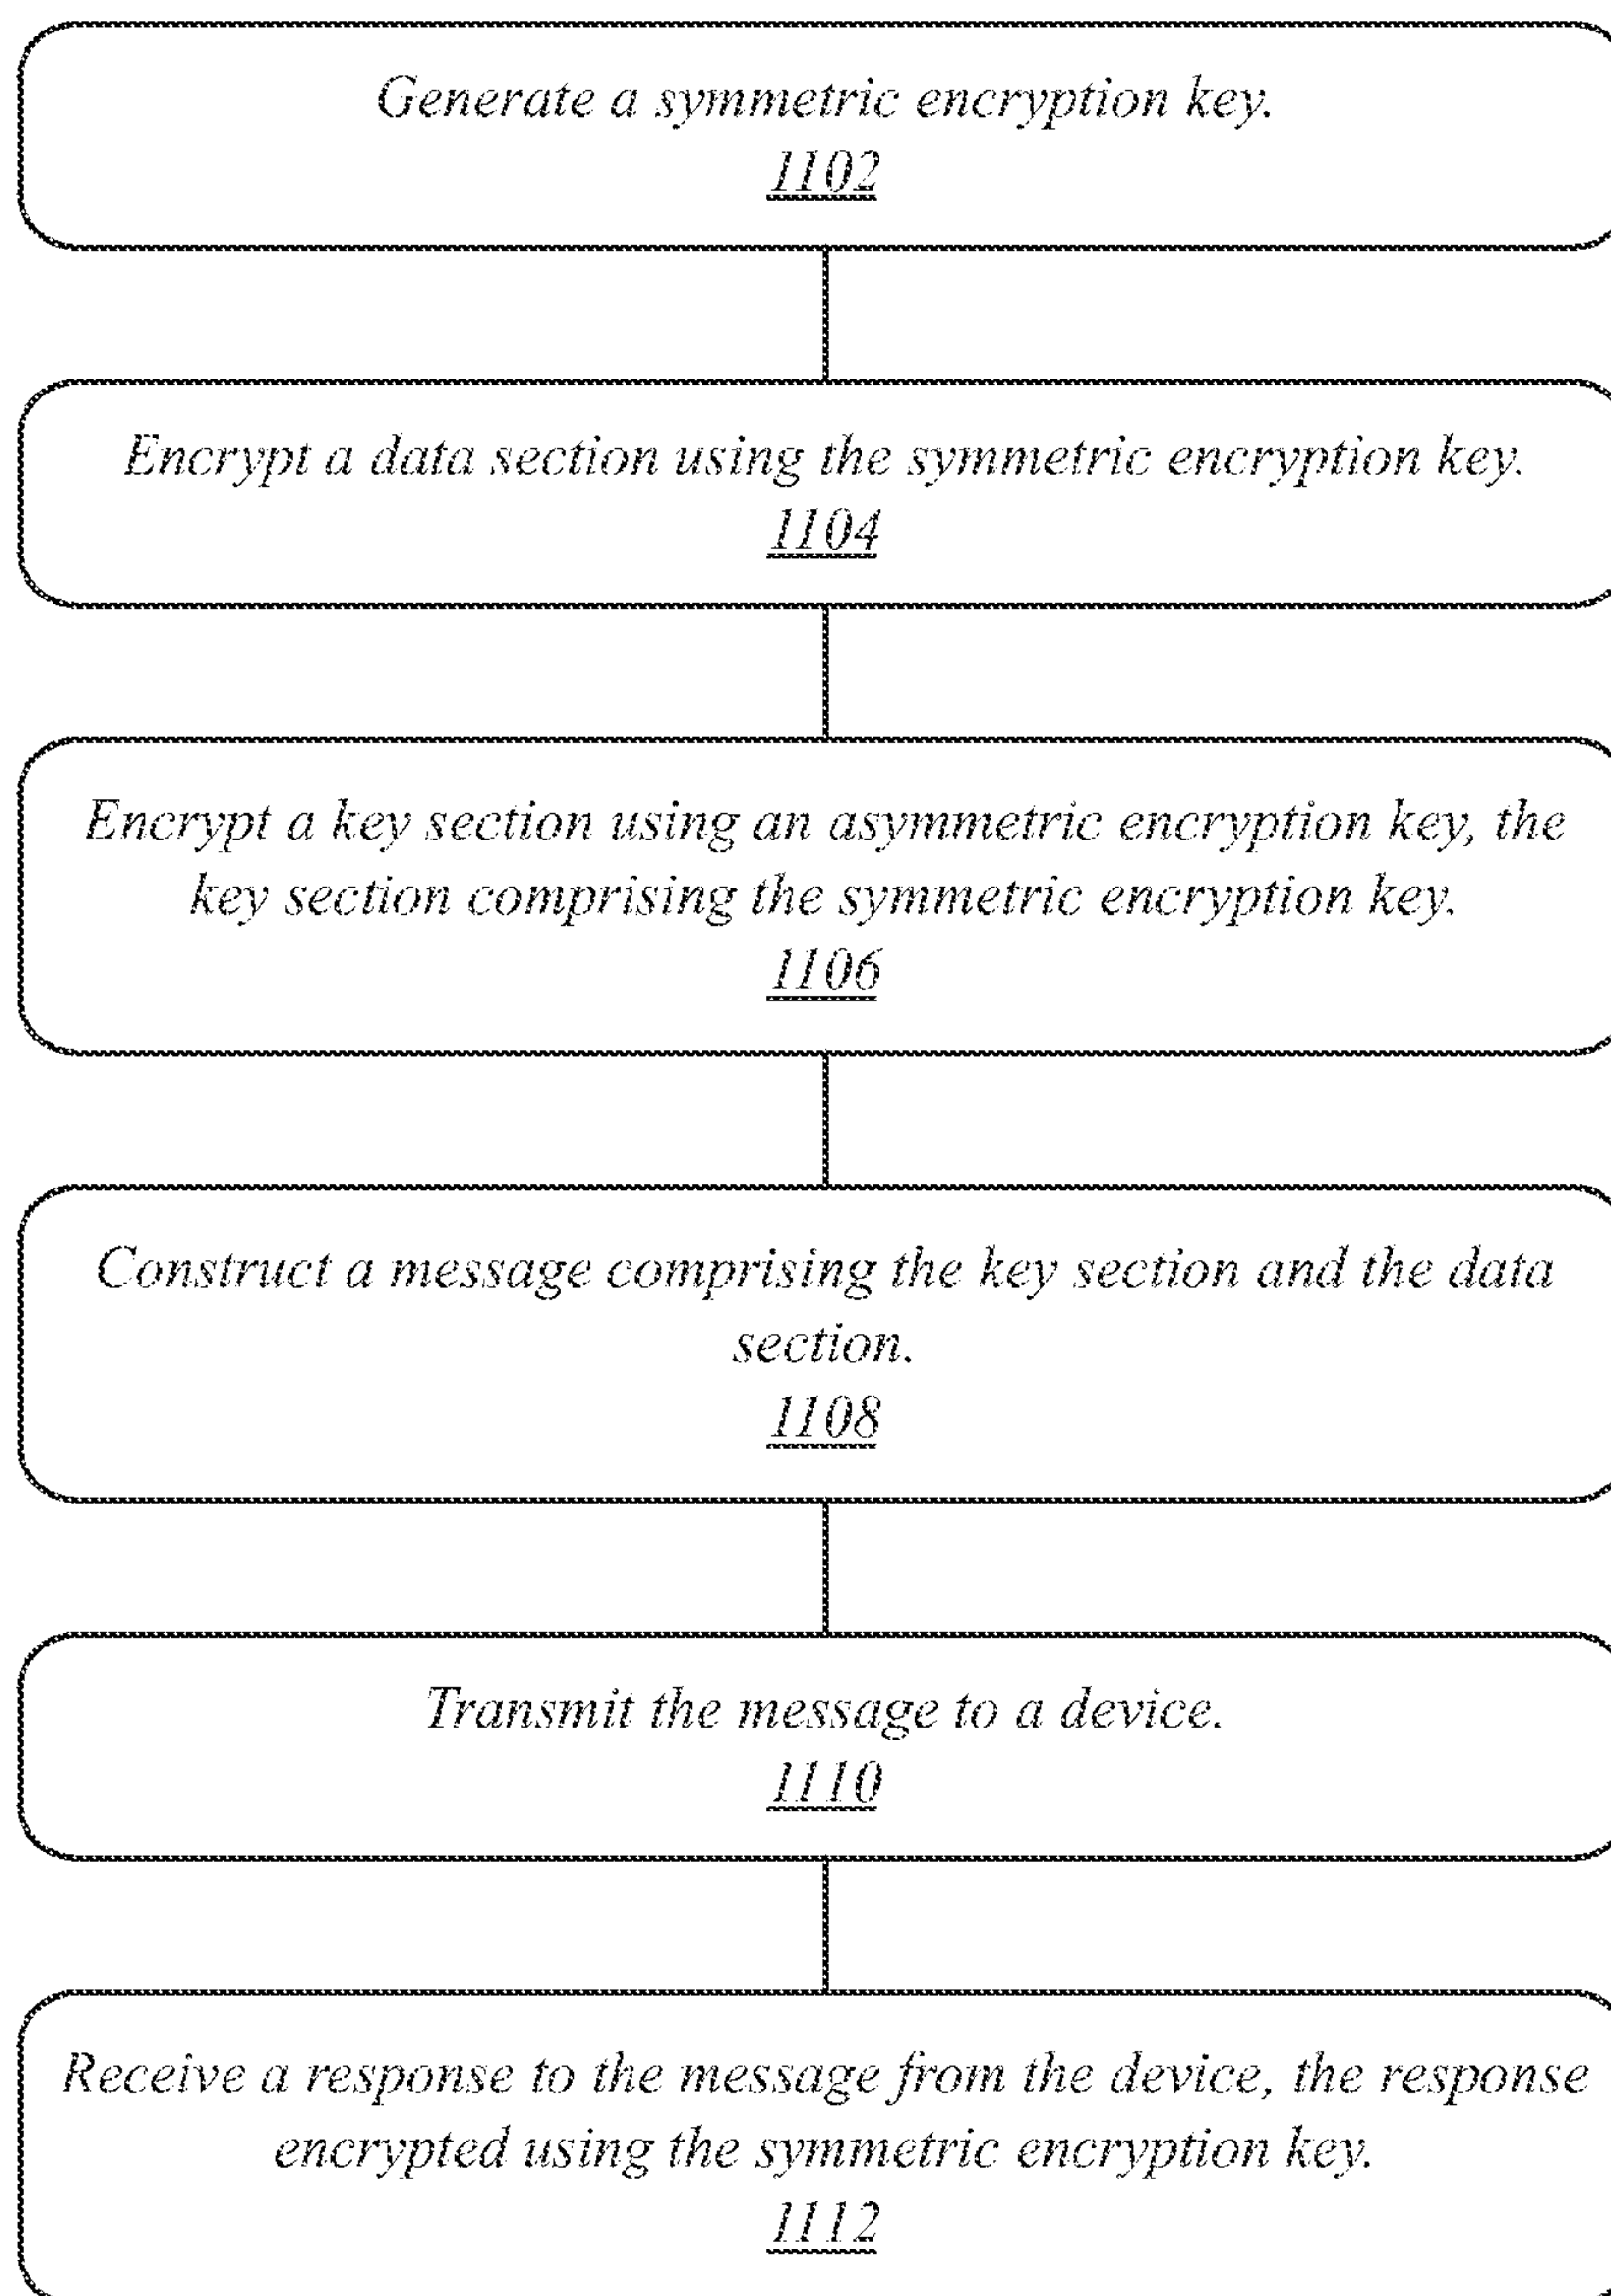 Generate a symmetric encryption key.
1102
Encrypt a data section using the symmetric encryption key.
1104
Encrypt a key section using an asymmetric encryption key, the
key section comprising the symmetric encryption key.
1106
Construct a message comprising the key section and the data
section.
1108
Transmit the message to a device.
1110
Receive a response to the message from the device, the response
encrypted using the symmetric encryption key.
1112